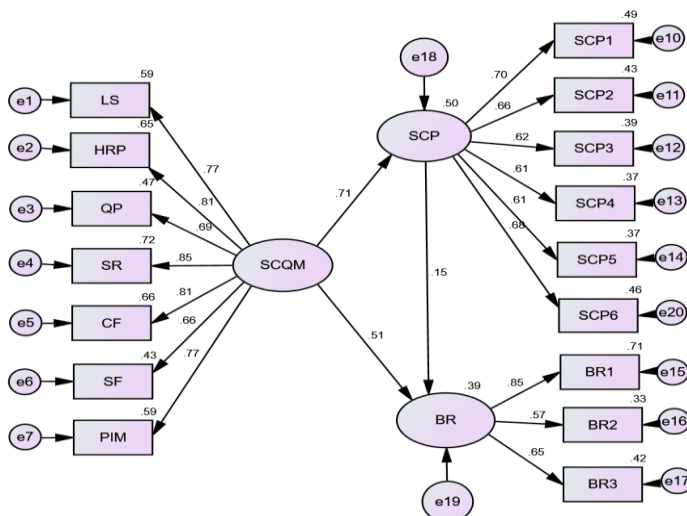 e1
.59
LS
e2
.65
HRP
e3
.47
QP
e4
.72
SR
e5
.66
CF
e6
.43
SF
e7
.59
PIM
.77
.81
.69
.85
.81
.66
.77
SCQM
.71
.51
e18
.50
SCP
.15
.39
BR
e19
.70
.66
.62
.61
.61
.68
.49
SCP1
e10
.43
SCP2
e11
.39
SCP3
e12
.37
SCP4
e13
.37
SCP5
e14
.46
SCP6
e20
.85
.57
.65
.71
BR1
e15
.33
BR2
e16
.42
BR3
e17